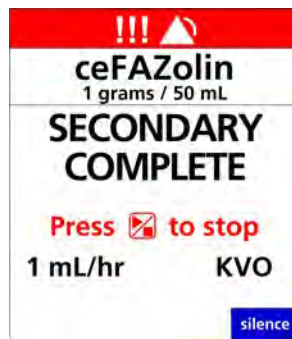 !!!
ceFAZolin
1 grams / 50 mL
SECONDARY
COMPLETE
Press to stop
1 mL/hr KVO
silence